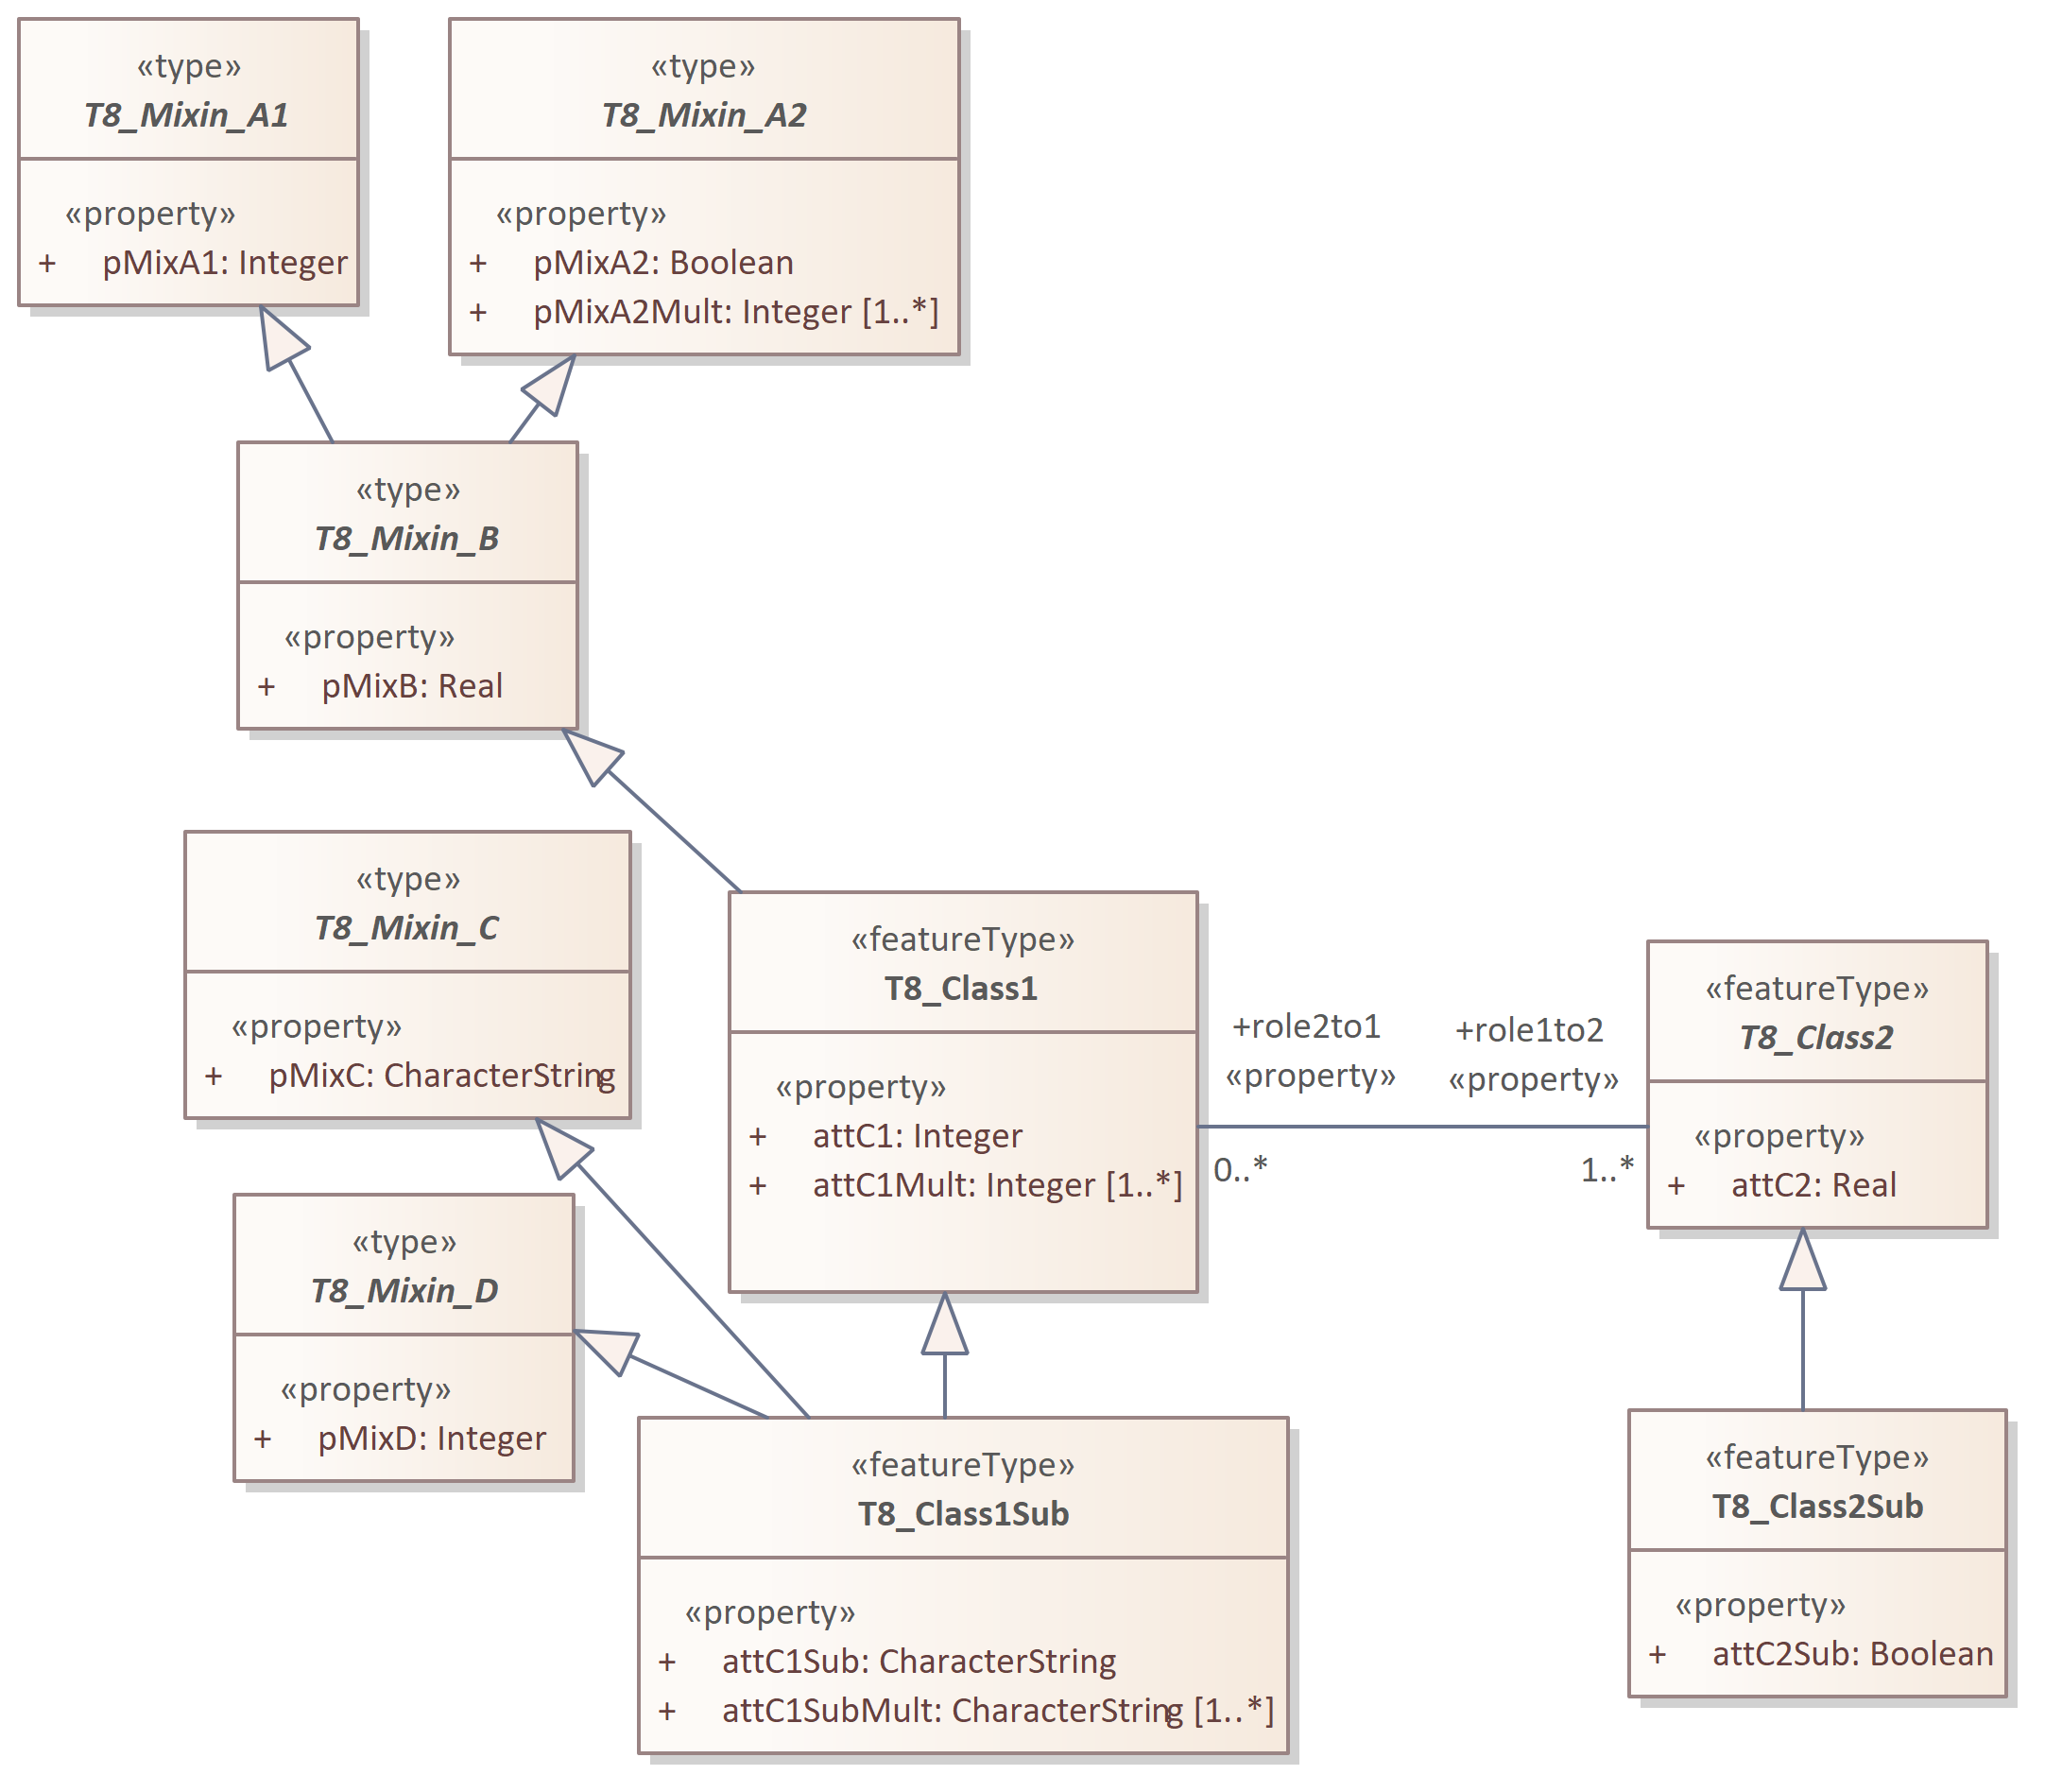 «type»
T8_Mixin_A1
«property»
+ pMixA1: Integer
«type»
T8_Mixin_A2
«property»
+ pMixA2: Boolean
+ pMixA2Mult: Integer [1..*]
«type»
T8_Mixin_B
«property»
+ pMixB: Real
«type»
T8_Mixin_C
«property»
+ pMixC: CharacterString
«featureType»
T8_Class1
«property»
+ attC1: Integer
+ attC1Mult: Integer [1..*]
+role2to1
«property»
0..*
+role1to2
«property»
1..*
«featureType»
T8_Class2
«property»
+ attC2: Real
«type»
T8_Mixin_D
«property»
+ pMixD: Integer
«featureType»
T8_Class1Sub
«property»
+ attC1Sub: CharacterString
+ attC1SubMult: CharacterString [1..*]
«featureType»
T8_Class2Sub
«property»
+ attC2Sub: Boolean